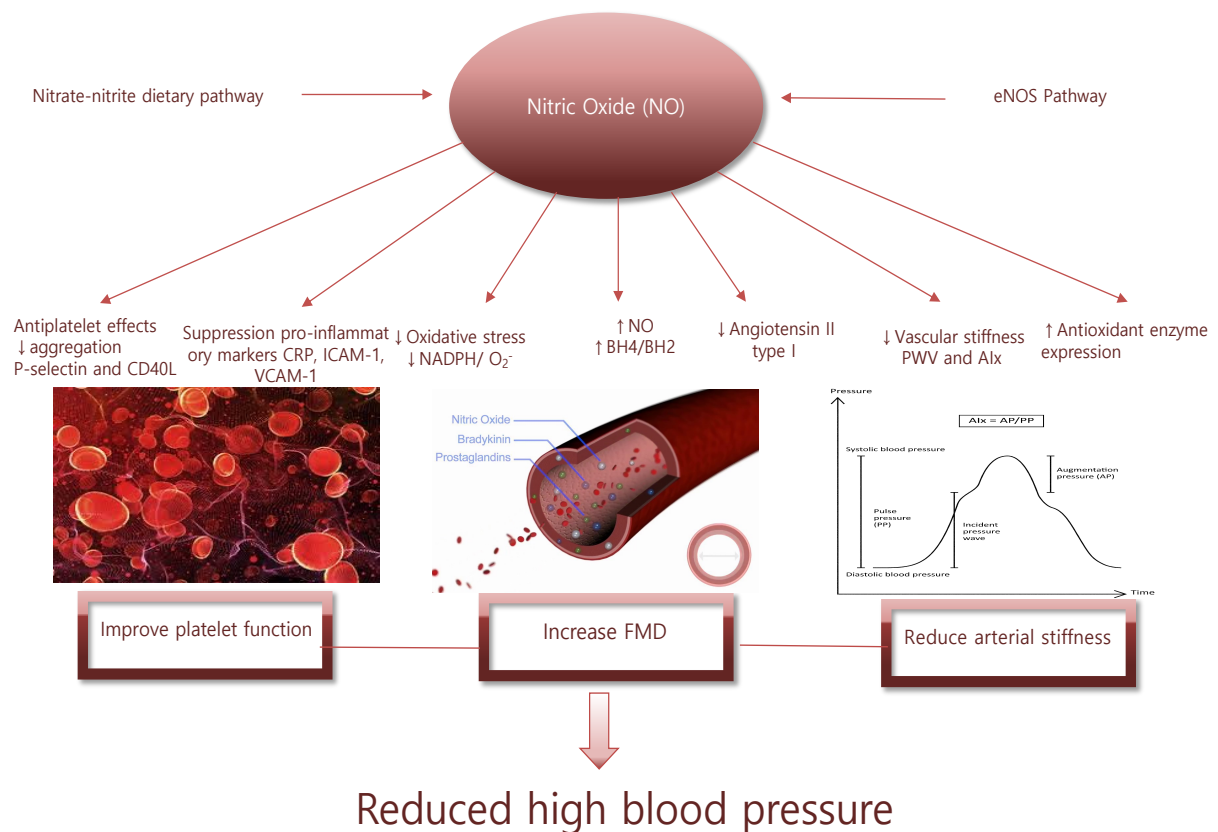 Nitrate-nitrite dietary pathway
Nitric Oxide (NO)
eNOS Pathway
Antiplatelet effects
↓ aggregation
P-selectin and CD40L
Suppression pro-inflammat
ory markers CRP, ICAM-1,
VCAM-1
↓ Oxidative stress
↓ NADPH/ O₂⁻
↑ NO
↑ BH4/BH2
↓ Angiotensin II
type I
↓ Vascular stiffness
PWV and AIx
↑ Antioxidant enzyme
expression
Nitric Oxide
Bradykinin
Prostaglandins
Pressure
AIx = AP/PP
Systolic blood pressure
Augmentation
pressure (AP)
Pulse
pressure
(PP)
Incident
pressure
wave
Diastolic blood pressure
Time
Improve platelet function
Increase FMD
Reduce arterial stiffness
Reduced high blood pressure